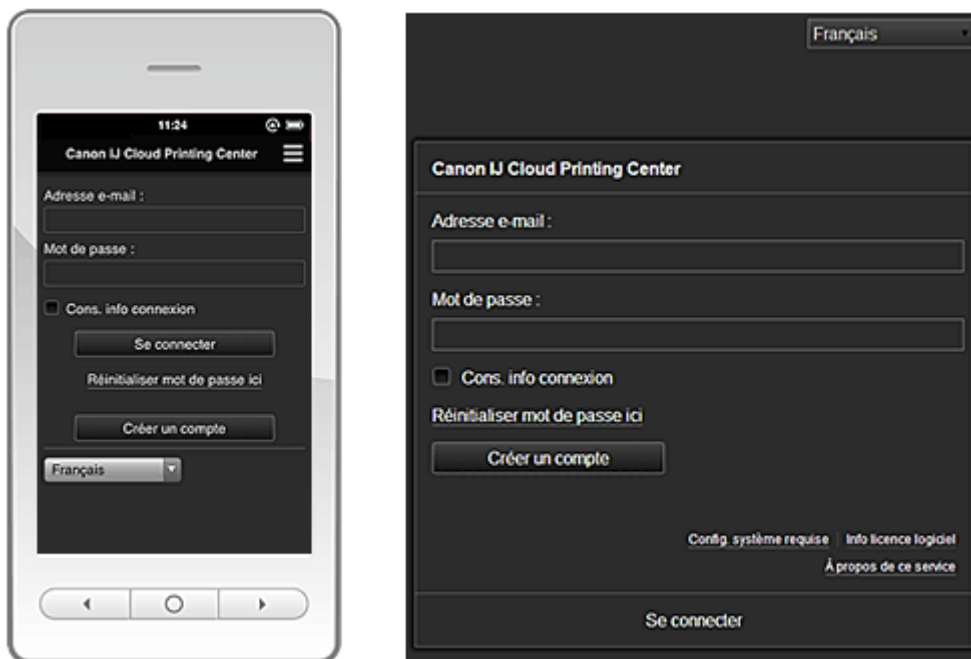 11:24
Canon IJ Cloud Printing Center
Adresse e-mail :
Mot de passe :
Cons. info connexion
Se connecter
Réinitialiser mot de passe ici
Créer un compte
Français
Français
Canon IJ Cloud Printing Center
Adresse e-mail :
Mot de passe :
Cons. info connexion
Réinitialiser mot de passe ici
Créer un compte
Config. système requise Info licence logiciel
À propos de ce service
Se connecter